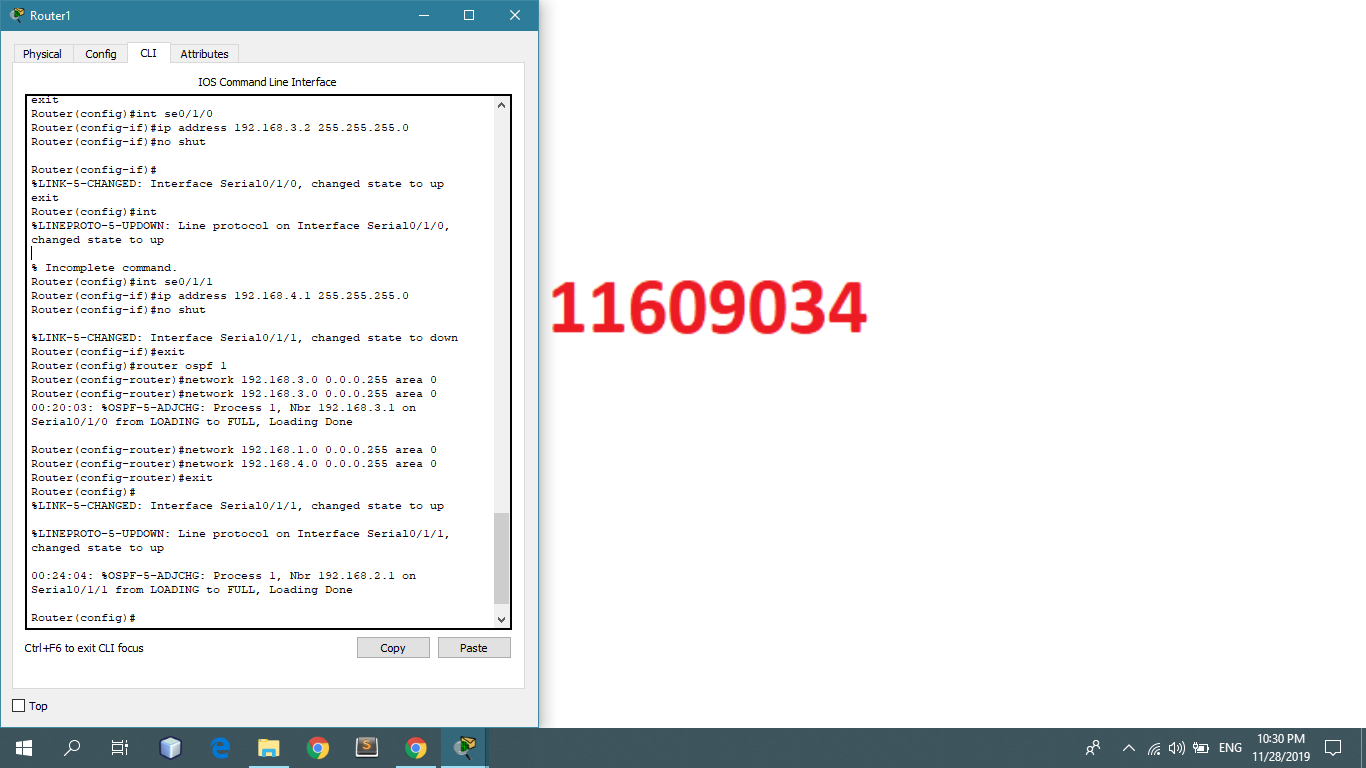 Router1
Physical
Config
CLI
Attributes
IOS Command Line Interface
exit
Router(config)#int se0/1/0
Router(config-if)#ip address 192.168.3.2 255.255.255.0
Router(config-if)#no shut
Router(config-if)#
%LINK-5-CHANGED: Interface Serial0/1/0, changed state to up
exit
Router(config)#int
%LINEPROTO-5-UPDOWN: Line protocol on Interface Serial0/1/0,
changed state to up
% Incomplete command.
Router(config)#int se0/1/1
Router(config-if)#ip address 192.168.4.1 255.255.255.0
Router(config-if)#no shut
%LINK-5-CHANGED: Interface Serial0/1/1, changed state to down
Router(config-if)#exit
Router(config)#router ospf 1
Router(config-router)#network 192.168.3.0 0.0.0.255 area 0
Router(config-router)#network 192.168.3.0 0.0.0.255 area 0
00:20:03: %OSPF-5-ADJCHG: Process 1, Nbr 192.168.3.1 on
Serial0/1/0 from LOADING to FULL, Loading Done
Router(config-router)#network 192.168.1.0 0.0.0.255 area 0
Router(config-router)#network 192.168.4.0 0.0.0.255 area 0
Router(config-router)#exit
Router(config)#
%LINK-5-CHANGED: Interface Serial0/1/1, changed state to up
%LINEPROTO-5-UPDOWN: Line protocol on Interface Serial0/1/1,
changed state to up
00:24:04: %OSPF-5-ADJCHG: Process 1, Nbr 192.168.2.1 on
Serial0/1/1 from LOADING to FULL, Loading Done
Router(config)#
Ctrl+F6 to exit CLI focus
Copy
Paste
Top
11609034
ENG
10:30 PM
11/28/2019